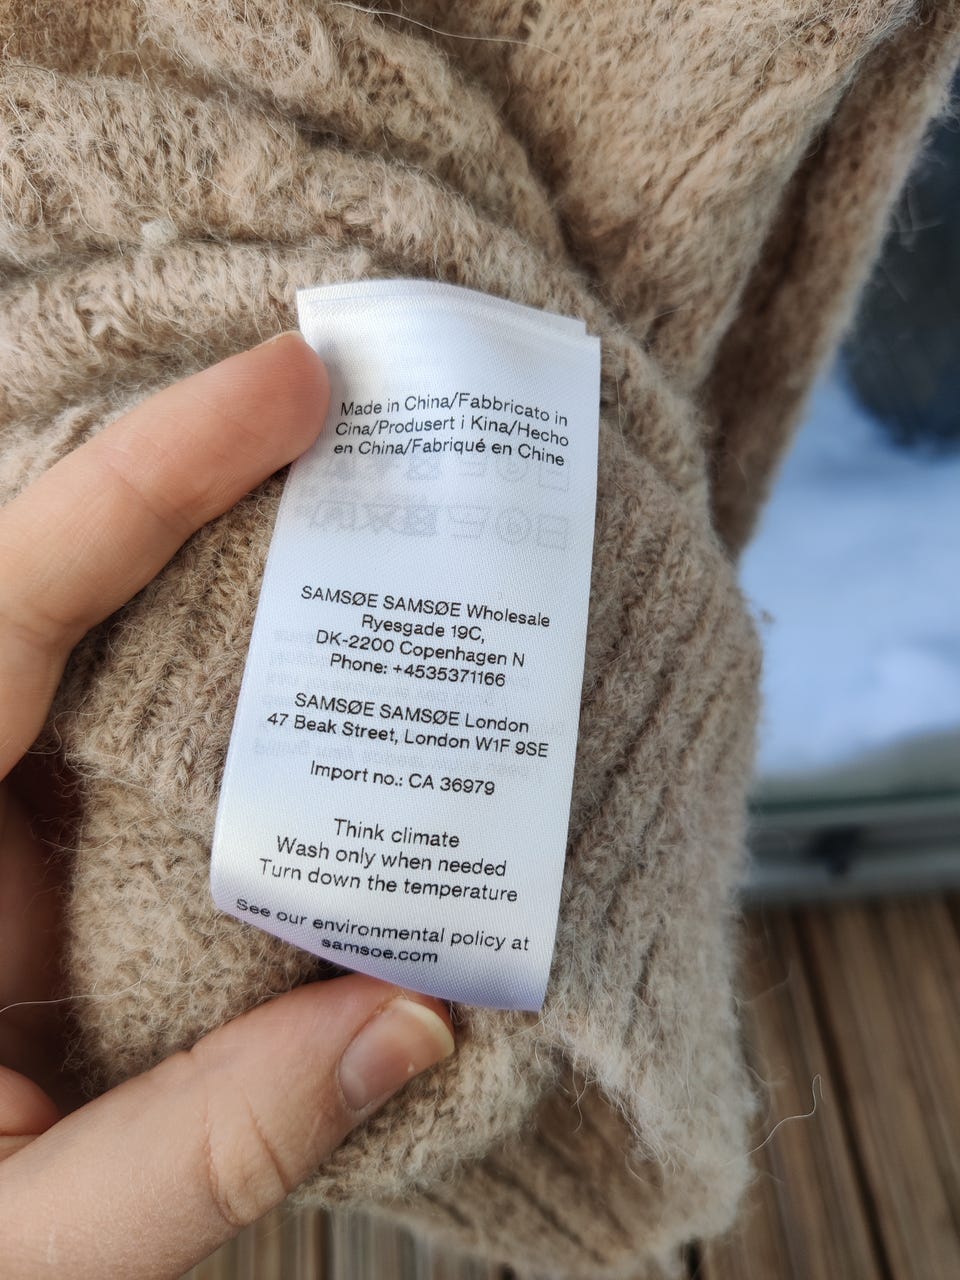 Made in China/Fabbricato in
Cina/Produsert i Kina/Hecho
en China/Fabriqué en Chine
SAMSØE SAMSØE Wholesale
Ryesgade 19C,
DK-2200 Copenhagen N
Phone: +4535371166
SAMSØE SAMSØE London
47 Beak Street, London W1F 9SE
Import no.: CA 36979
Think climate
Wash only when needed
Turn down the temperature
See our environmental policy at
samsoe.com